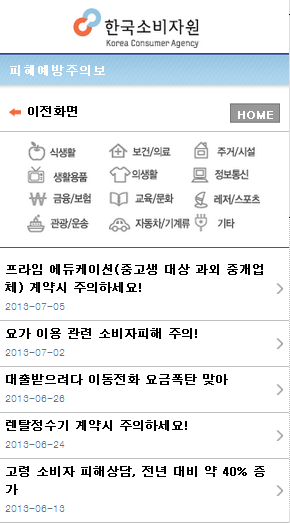 한국소비자원
Korea Consumer Agency
피해예방주의보
이전화면
HOME
식생활
보건/의료
주거/시설
생활용품
의생활
정보통신
금융/보험
교육/문화
레저/스포츠
관광/운송
자동차/기계류
기타
프라임 에듀케이션(중고생 대상 과외 중개업
체) 계약시 주의하세요!
2013-07-05
요가 이용 관련 소비자피해 주의!
2013-07-02
대출받으려다 이동전화 요금폭탄 맞아
2013-06-26
렌탈정수기 계약시 주의하세요!
2013-06-24
고령 소비자 피해상담, 전년 대비 약 40% 증
가
2013-06-13